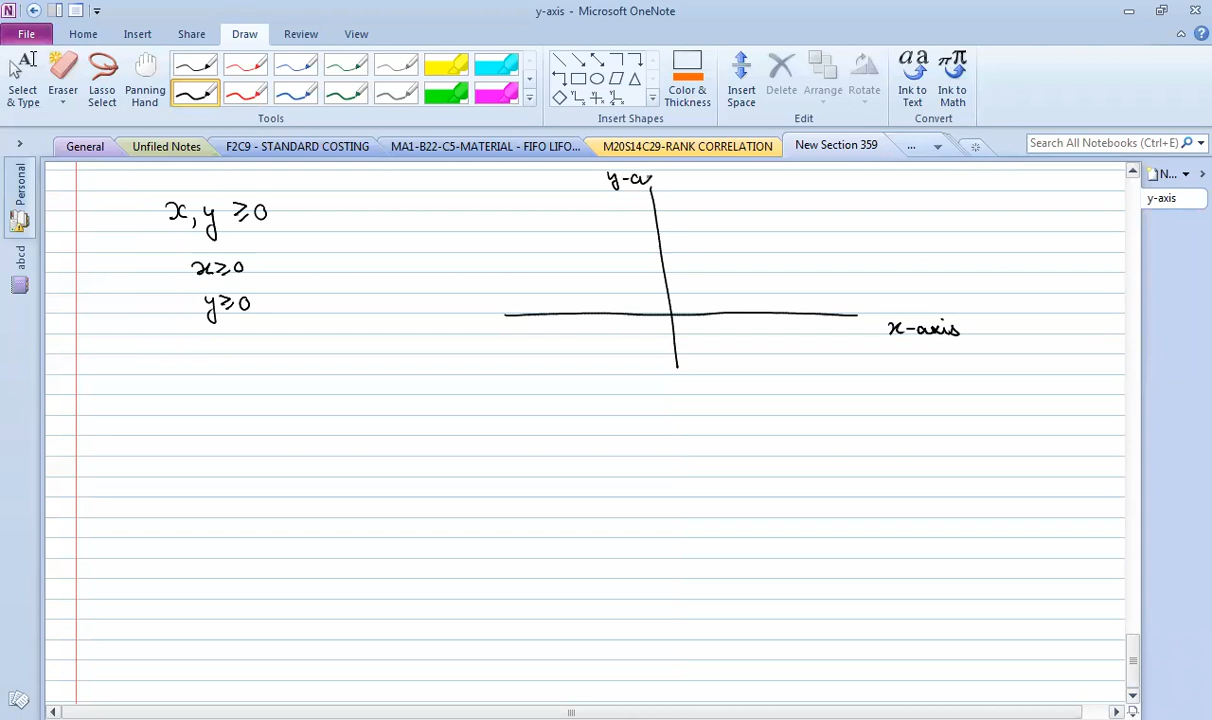 y-axis - Microsoft OneNote
File Home Insert Share Draw Review View
Select & Type
Eraser
Lasso Select
Panning Hand
Tools
Insert Shapes
Color & Thickness
Insert Space
Delete
Arrange
Rotate
Edit
Ink to Text
Ink to Math
Convert
General
Unfiled Notes
F2C9 - STANDARD COSTING
MA1-B22-C5-MATERIAL - FIFO LIFO...
M20S14C29-RANK CORRELATION
New Section 359
...
Search All Notebooks (Ctrl+E)
N...
y-axis
Personal
abcd
y-a
x, y ≥0
x≥0
y≥0
x-axis